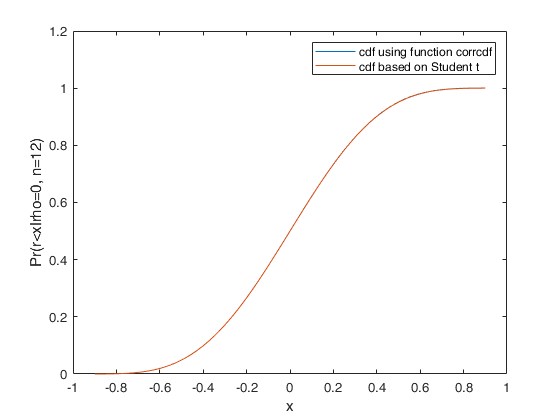 1.2
1
0.8
0.6
0.4
0.2
0
-1 -0.8 -0.6 -0.4 -0.2 0 0.2 0.4 0.6 0.8 1
x
Pr(r<x|rho=0, n=12)
cdf using function corrcdf
cdf based on Student t